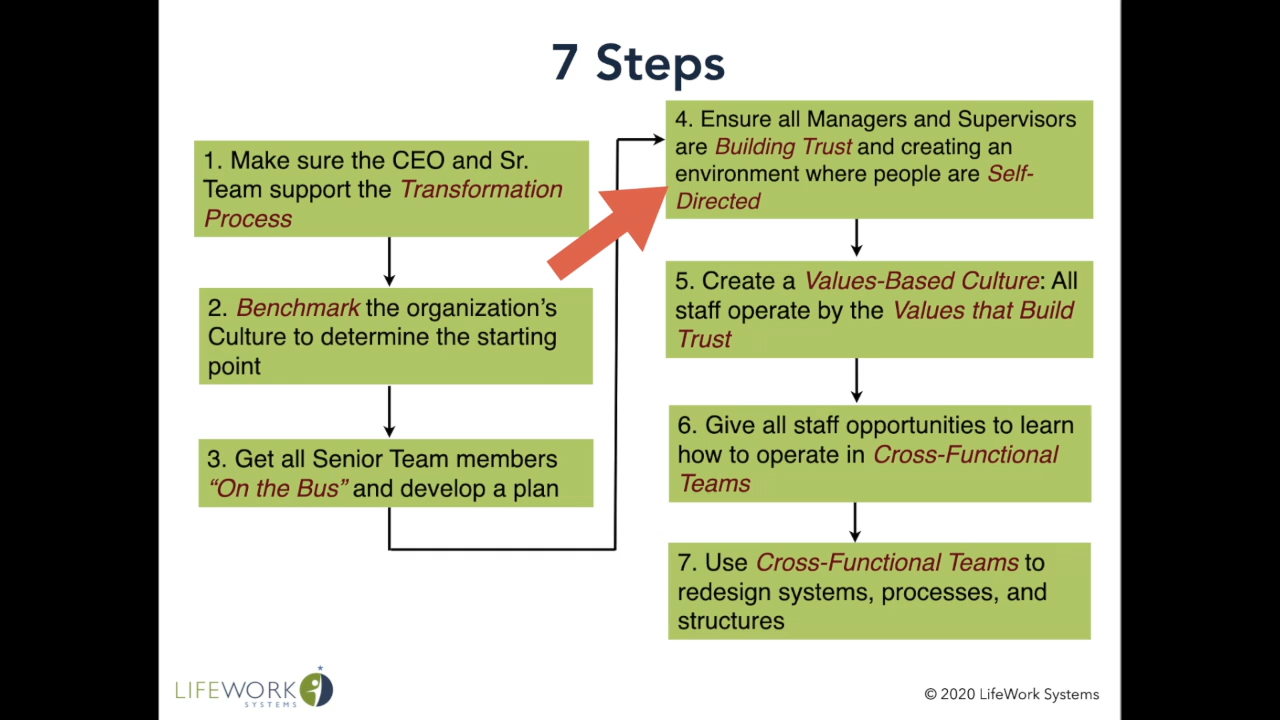 7 Steps
1. Make sure the CEO and Sr.
Team support the Transformation
Process
2. Benchmark the organization's
Culture to determine the starting
point
3. Get all Senior Team members
“On the Bus” and develop a plan
4. Ensure all Managers and Supervisors
are Building Trust and creating an
environment where people are Self-
Directed
5. Create a Values-Based Culture: All
staff operate by the Values that Build
Trust
6. Give all staff opportunities to learn
how to operate in Cross-Functional
Teams
7. Use Cross-Functional Teams to
redesign systems, processes, and
structures
LIFEWORK
SYSTEMS
© 2020 LifeWork Systems